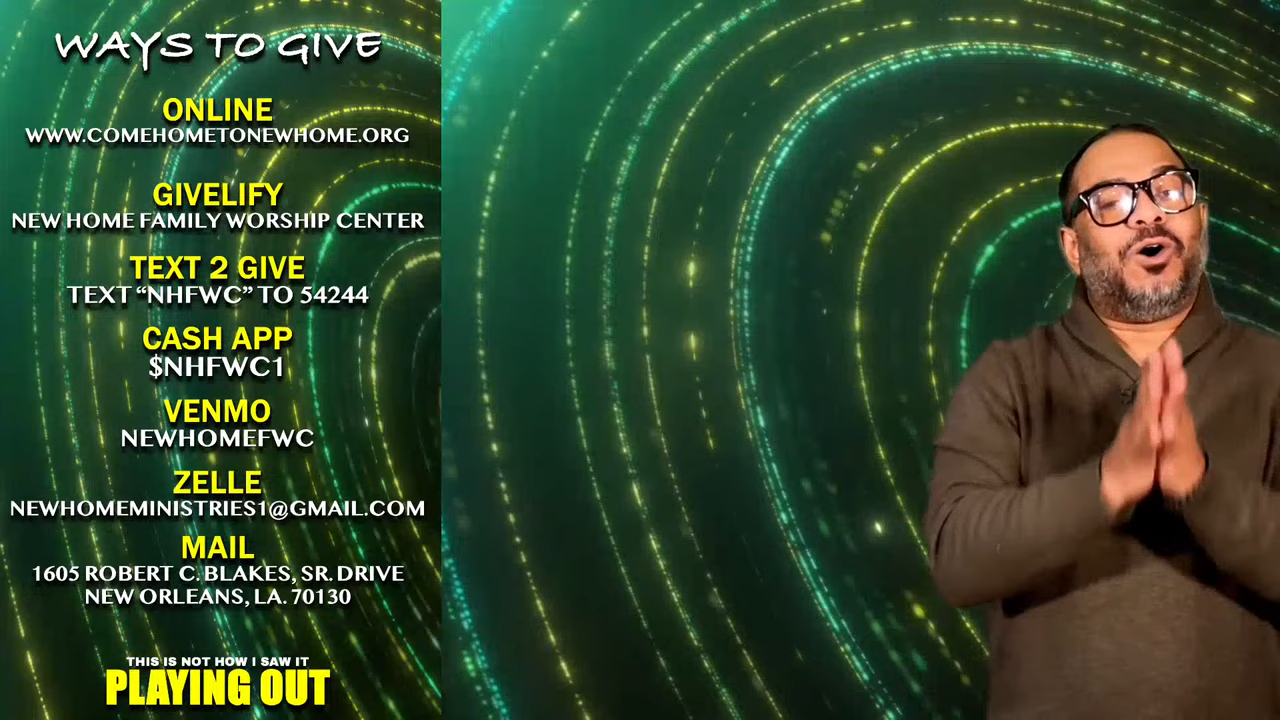 WAYS TO GIVE
ONLINE
WWW.COMEHOMETONEWHOME.ORG
GIVELIFY
NEW HOME FAMILY WORSHIP CENTER
TEXT 2 GIVE
TEXT “NHFWC” TO 54244
CASH APP
$NHFWC1
VENMO
NEWHOMEFWC
ZELLE
NEWHOMEMINISTRIES1@GMAIL.COM
MAIL
1605 ROBERT C. BLAKES, SR. DRIVE
NEW ORLEANS, LA. 70130
THIS IS NOT HOW I SAW IT
PLAYING OUT